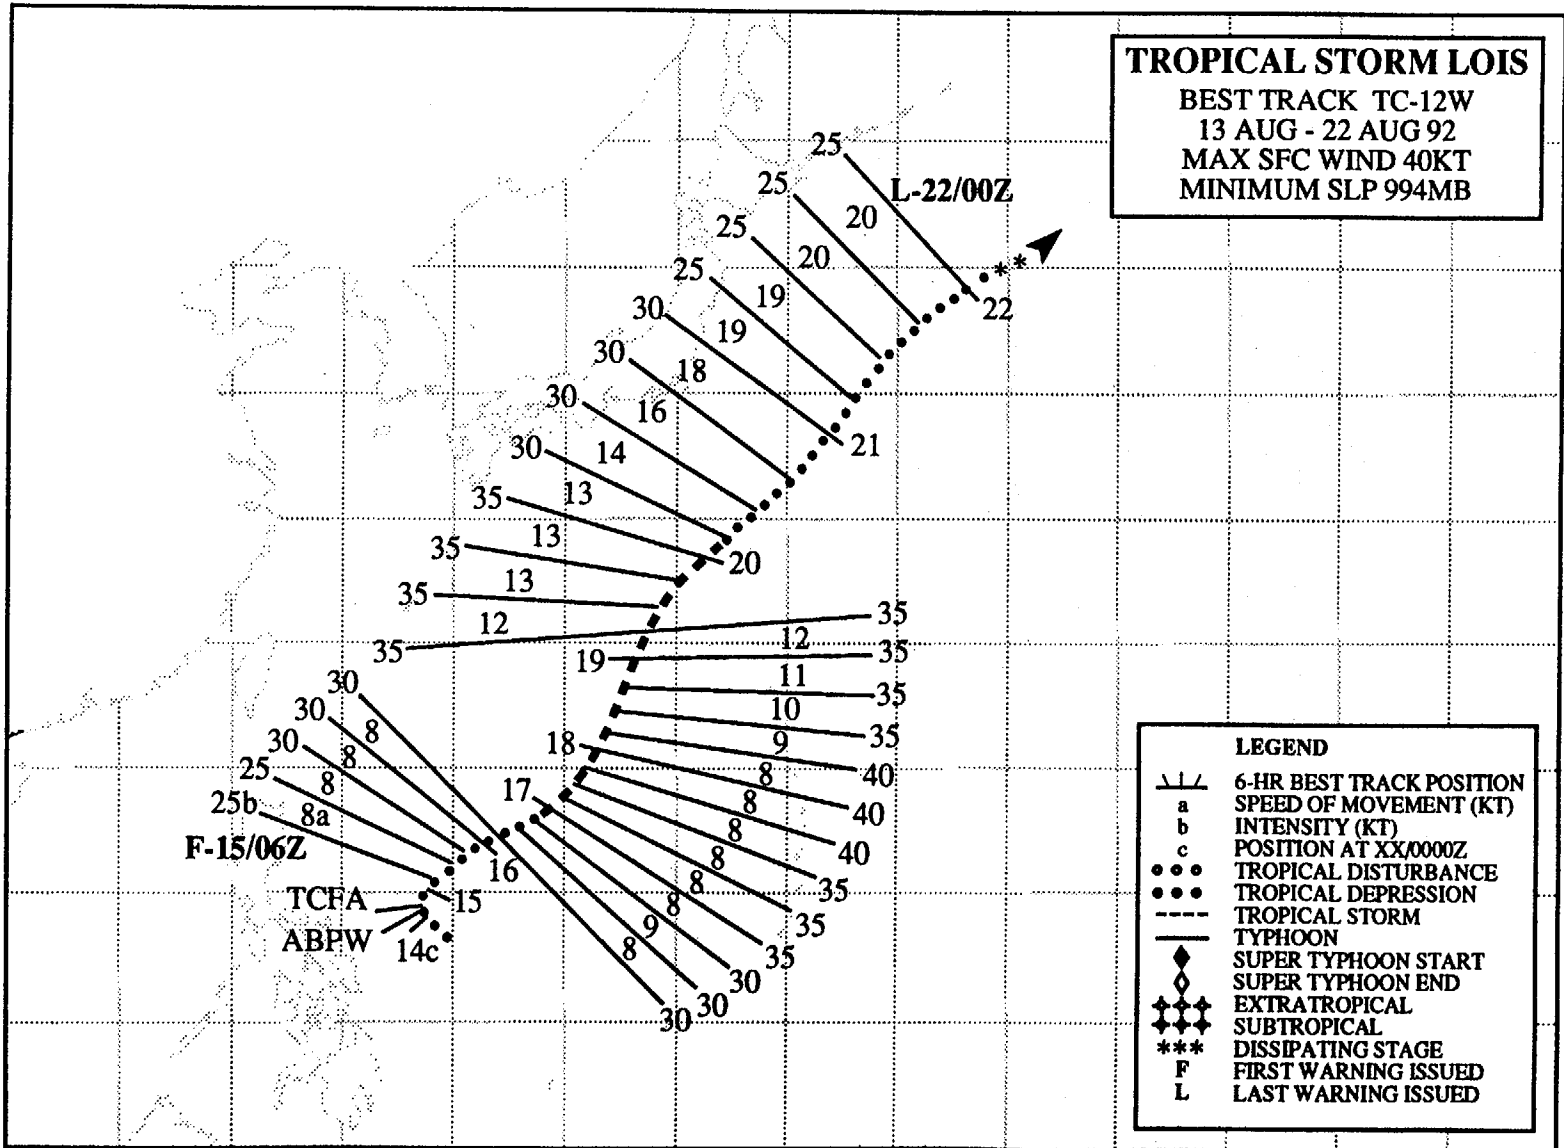 TROPICAL STORM LOIS
BEST TRACK TC-12W
13 AUG - 22 AUG 92
MAX SFC WIND 40KT
MINIMUM SLP 994MB
25
L-22/00Z
25
20
25
20
25
19
22
30
19
30
18
30
16
21
30
14
35
13
35
13
20
35
13
35
12
35
12
19
35
11
35
10
35
18
9
40
30
8
8
40
30
8
8
40
30
8
17
8
35
25
8
8
35
25b
8a
8
35
F-15/06Z
16
8
30
TCFA
15
9
30
ABPW
14c
8
30
LEGEND
6-HR BEST TRACK POSITION
a SPEED OF MOVEMENT (KT)
b INTENSITY (KT)
c POSITION AT XX/0000Z
TROPICAL DISTURBANCE
TROPICAL DEPRESSION
TROPICAL STORM
TYPHOON
SUPER TYPHOON START
SUPER TYPHOON END
EXTRATROPICAL
SUBTROPICAL
*** DISSIPATING STAGE
F FIRST WARNING ISSUED
L LAST WARNING ISSUED